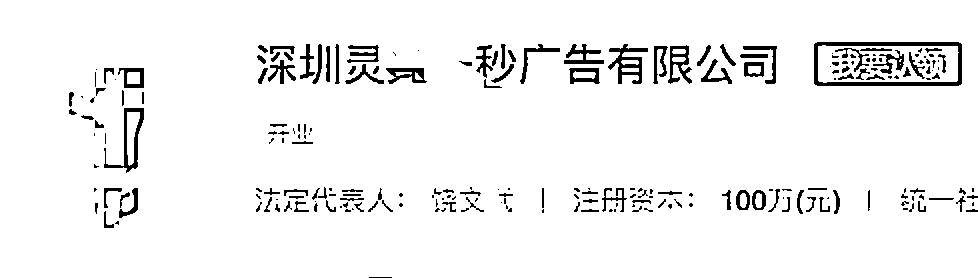 深圳灵 秒广告有限公司 我要认领
开业
法定代表人： 饶文 | 注册资本： 100万(元) | 统一社